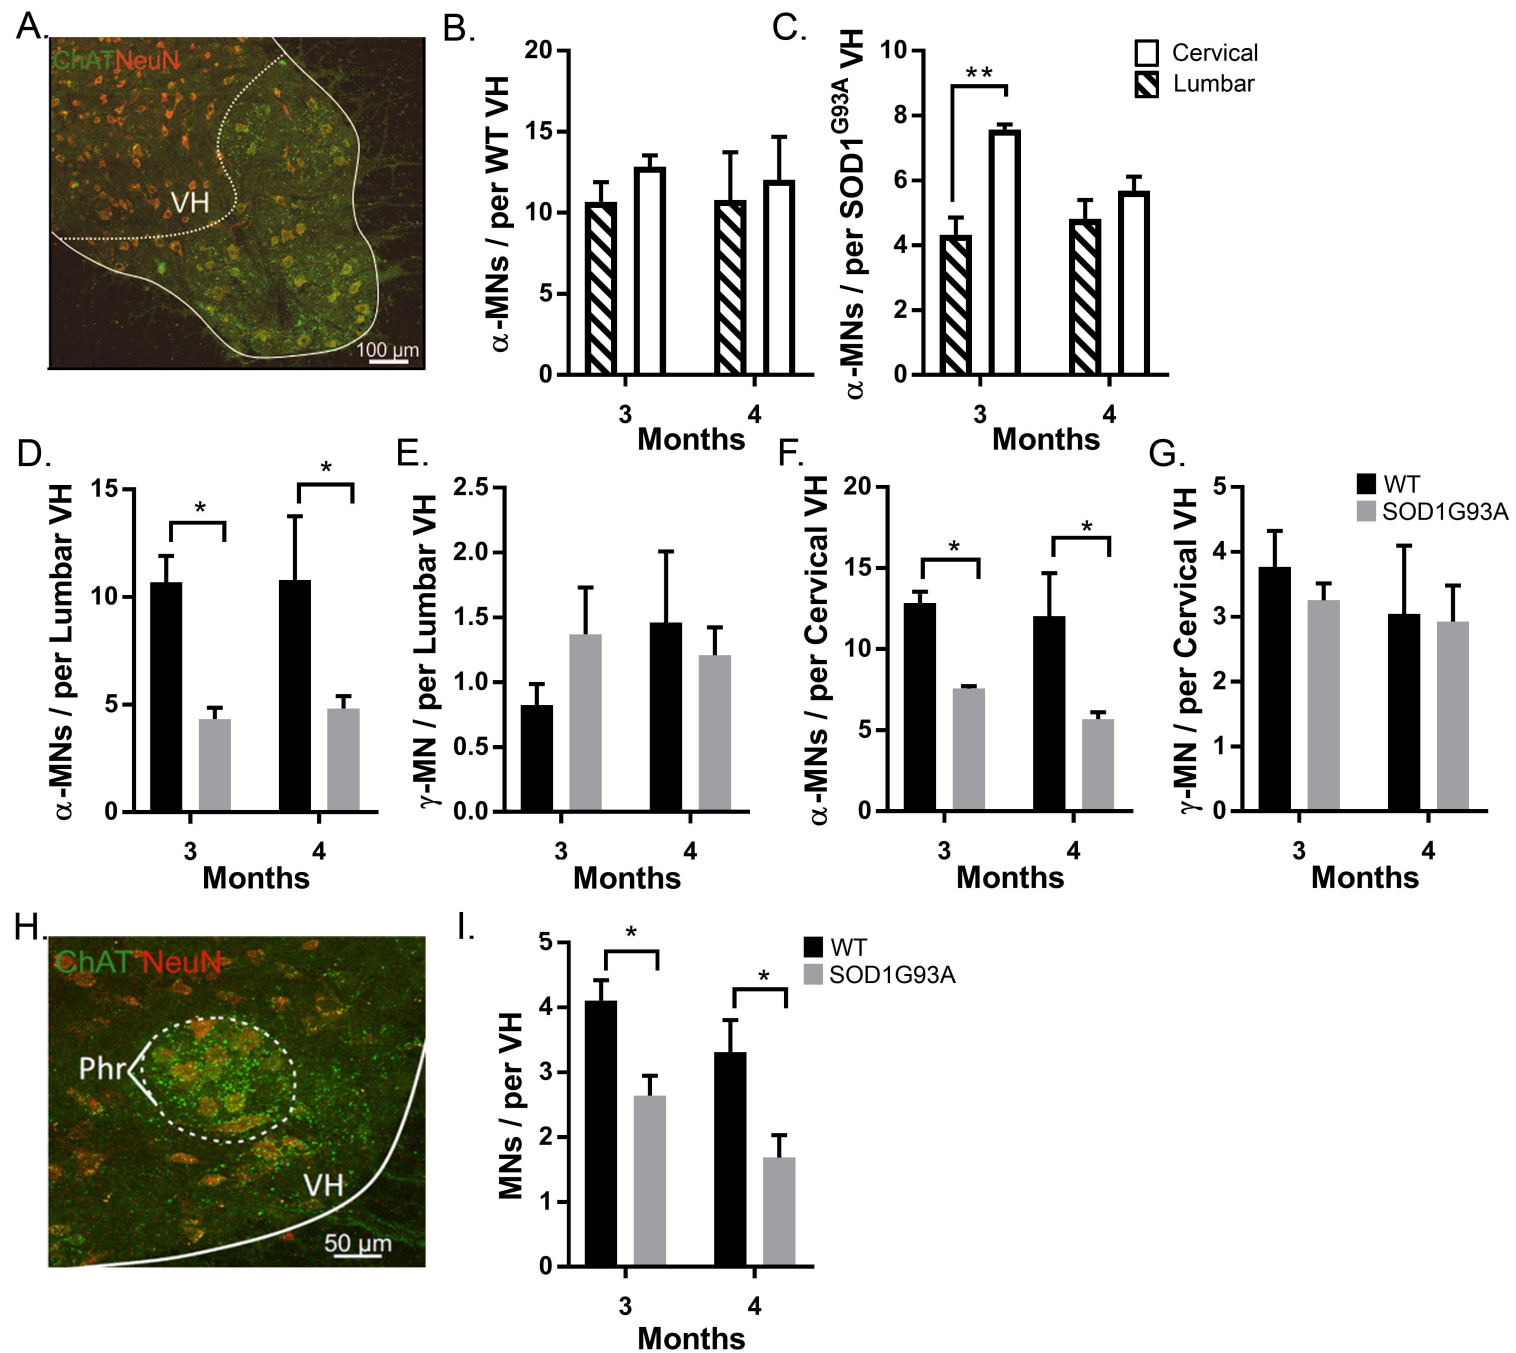 A.
ChATNeuN
VH
100 µm
B.
α-MNs / per WT VH
20
15
10
5
0
3
4
Months
C.
α-MNs / per SOD1G93A VH
10
8
6
4
2
0
**
3
4
Months
Cervical
Lumbar
D.
α-MNs / per Lumbar VH
15
10
5
0
*
*
3
4
Months
E.
γ-MN / per Lumbar VH
2.5
2.0
1.5
1.0
0.5
0.0
3
4
Months
F.
α-MNs / per Cervical VH
20
15
10
5
0
*
*
3
4
Months
G.
γ-MN / per Cervical VH
5
4
3
2
1
0
3
4
Months
WT
SOD1G93A
H.
ChAT NeuN
Phr
VH
50 µm
I.
MNs / per VH
5
4
3
2
1
0
*
*
3
4
Months
WT
SOD1G93A